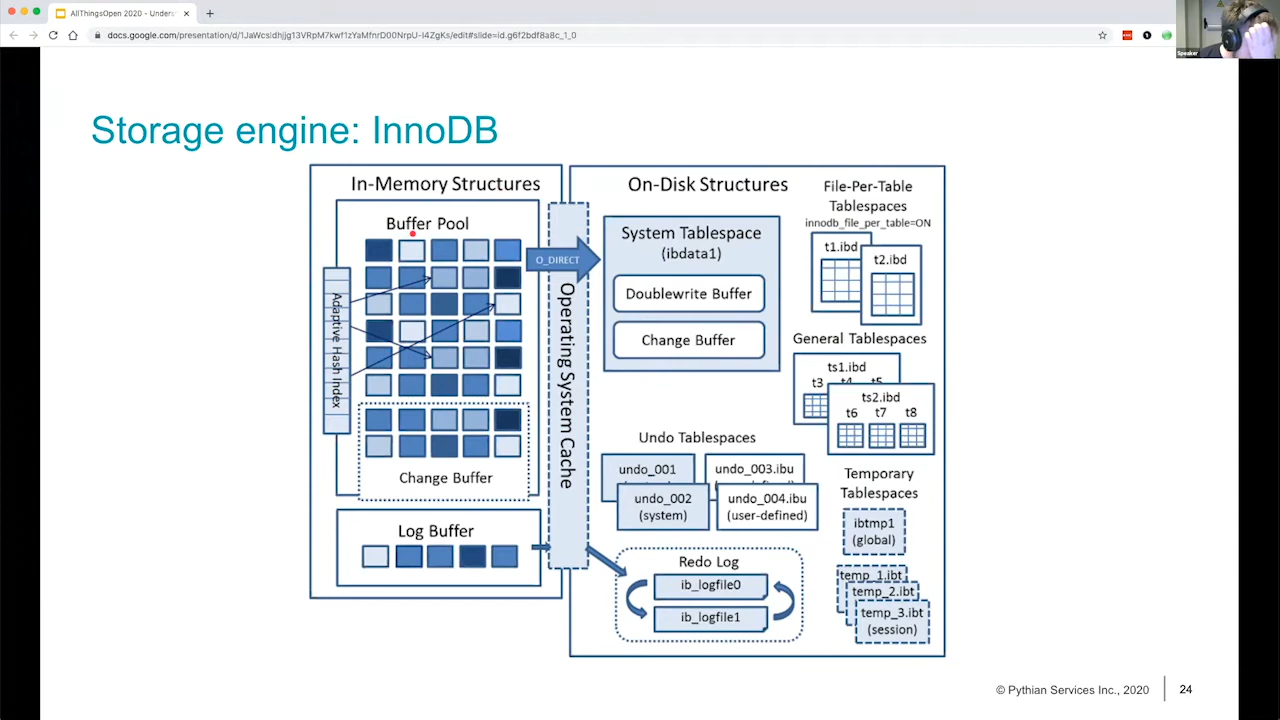 AllThingsOpen 2020 - Unders
docs.google.com/presentation/d/1JaWcsldhjjg13VRpM7kwf1zYaMfnrD00NrpU-l4ZgKs/edit#slide=id.g6f2bdf8a8c_1_0
Speaker
Storage engine: InnoDB
In-Memory Structures
Buffer Pool
Adaptive Hash Index
Change Buffer
Log Buffer
O_DIRECT
Operating System Cache
On-Disk Structures
System Tablespace
(ibdata1)
Doublewrite Buffer
Change Buffer
File-Per-Table
Tablespaces
innodb_file_per_table=ON
t1.ibd
t2.ibd
General Tablespaces
ts1.ibd
t3 t4 t5
ts2.ibd
t6 t7 t8
Undo Tablespaces
undo_001
undo_002
(system)
undo_003.ibu
undo_004.ibu
(user-defined)
Temporary
Tablespaces
ibtmp1
(global)
temp_1.ibt
temp_2.ibt
temp_3.ibt
(session)
Redo Log
ib_logfile0
ib_logfile1
© Pythian Services Inc., 2020
24